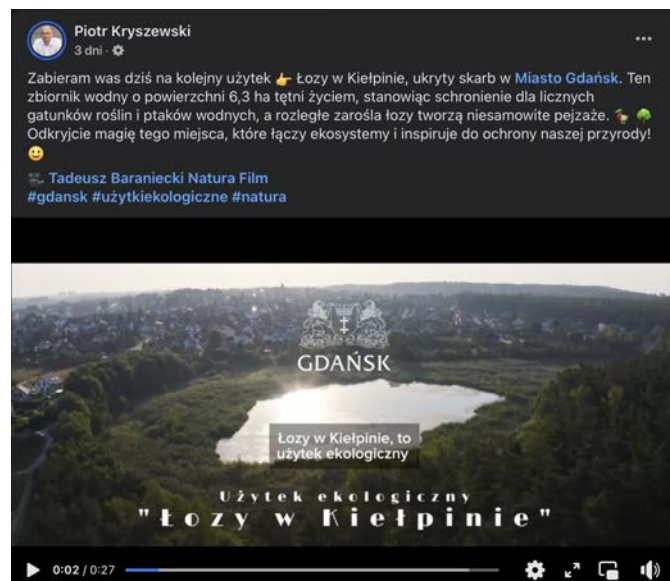 Piotr Kryszewski
3 dni
Zabieram was dziś na kolejny użytek 👉 Łozy w Kiełpinie, ukryty skarb w Miasto Gdańsk. Ten
zbiornik wodny o powierzchni 6,3 ha tętni życiem, stanowiąc schronienie dla licznych
gatunków roślin i ptaków wodnych, a rozległe zarośla łozy tworzą niesamowite pejzaże. 🦆 🌳
Odkryjcie magię tego miejsca, które łączy ekosystemy i inspiruje do ochrony naszej przyrody!
😃
🎥 Tadeusz Baraniecki Natura Film
#gdansk #użytkiekologiczne #natura
GDAŃSK
Łozy w Kiełpinie, to
użytek ekologiczny
Użytek ekologiczny
"Łozy w Kiełpinie"
0:02 / 0:27